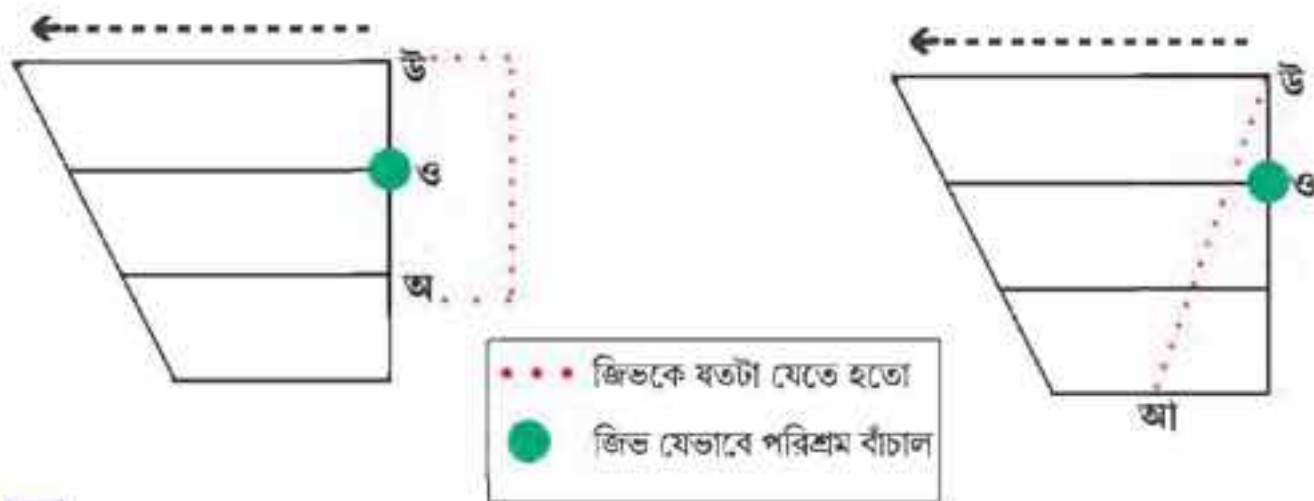 উ
ও
অ
উ
ও
আ
জিভকে যতটা যেতে হতো
জিভ যেভাবে পরিশ্রম বাঁচাল